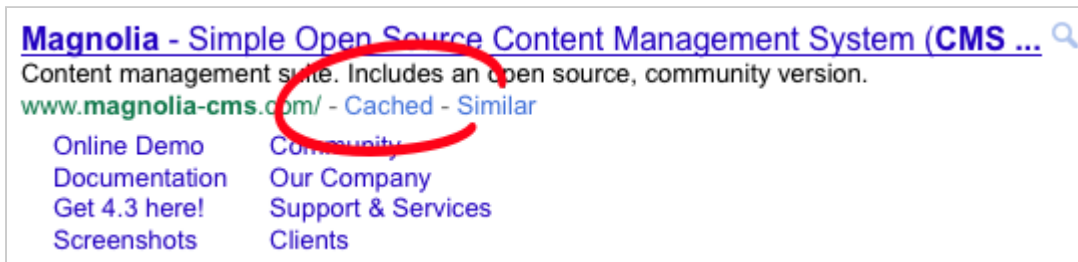 Magnolia - Simple Open Source Content Management System (CMS ...
Content management suite. Includes an open source, community version.
www.magnolia-cms.com/ - Cached - Similar
Online Demo Community
Documentation Our Company
Get 4.3 here! Support & Services
Screenshots Clients